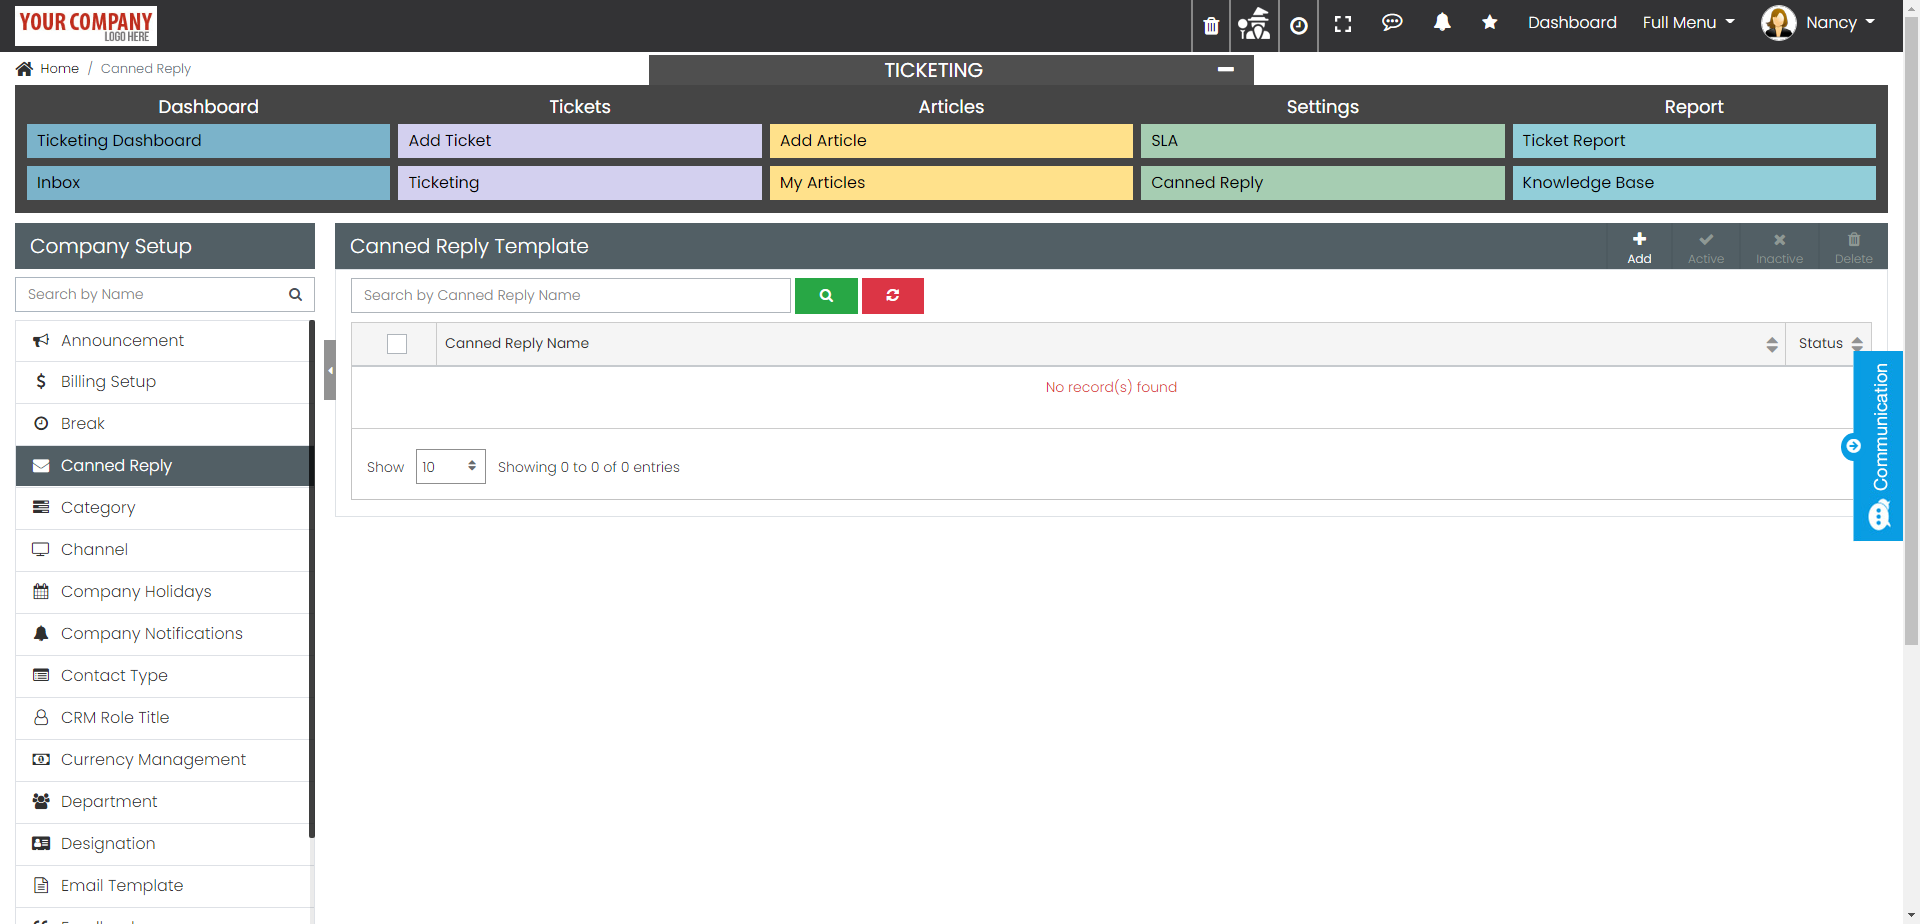 YOUR COMPANY
LOGO HERE
Dashboard
Full Menu
Nancy
Home / Canned Reply
TICKETING
Dashboard
Tickets
Articles
Settings
Report
Ticketing Dashboard
Add Ticket
Add Article
SLA
Ticket Report
Inbox
Ticketing
My Articles
Canned Reply
Knowledge Base
Company Setup
Search by Name
Announcement
Billing Setup
Break
Canned Reply
Category
Channel
Company Holidays
Company Notifications
Contact Type
CRM Role Title
Currency Management
Department
Designation
Email Template
Canned Reply Template
Add
Active
Inactive
Delete
Search by Canned Reply Name
Canned Reply Name
Status
No record(s) found
Show 10 Showing 0 to 0 of 0 entries
Communication